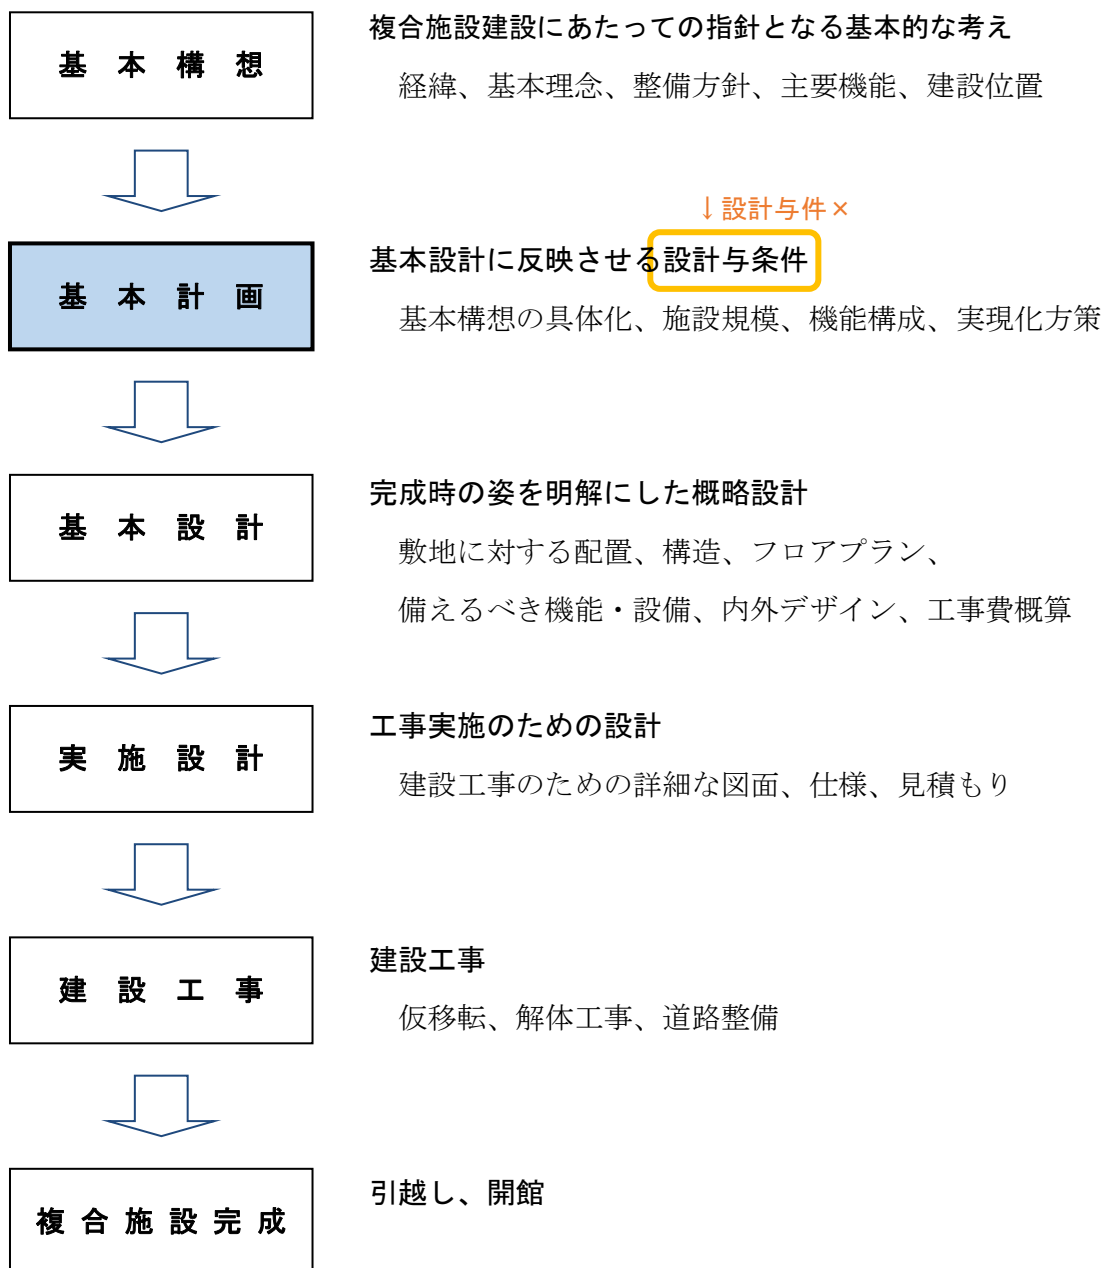 基本構想
複合施設建設にあたっての指針となる基本的な考え
経緯、基本理念、整備方針、主要機能、建設位置
↓設計与件×
基本計画
基本設計に反映させる設計与条件
基本構想の具体化、施設規模、機能構成、実現化方策
基本設計
完成時の姿を明解にした概略設計
敷地に対する配置、構造、フロアプラン、
備えるべき機能・設備、内外デザイン、工事費概算
実施設計
工事実施のための設計
建設工事のための詳細な図面、仕様、見積もり
建設工事
建設工事
仮移転、解体工事、道路整備
複合施設完成
引越し、開館